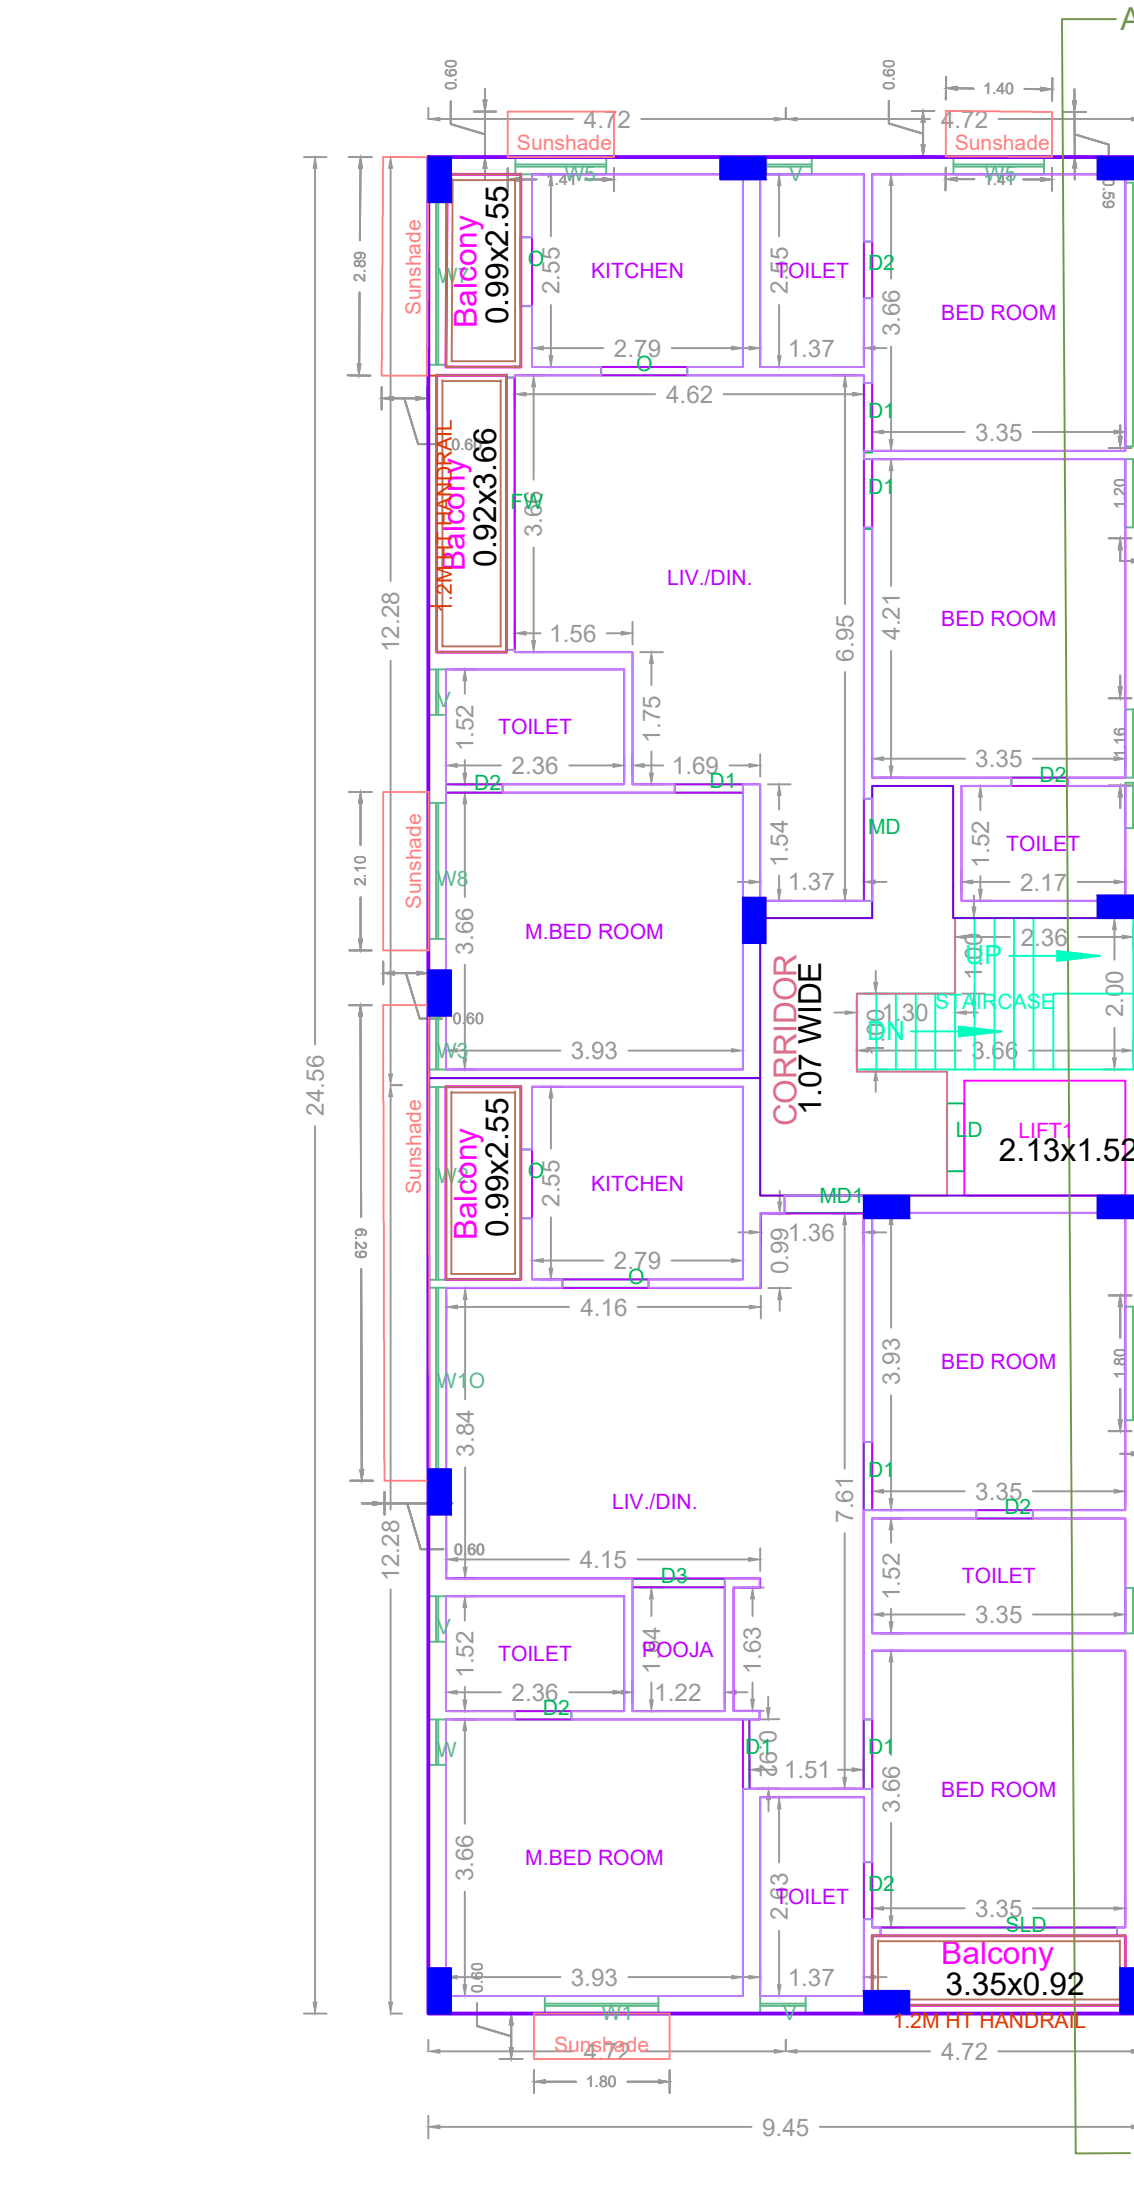 A
0.60
0.60
1.40
4.72
4.72
Sunshade
Sunshade
W5
V
W5
1.41
1.41
0.59
2.89
Sunshade
Balcony
0.99x2.55
O
2.55
KITCHEN
2.55
TOILET
D2
3.66
BED ROOM
2.79
1.37
O
4.62
D1
3.35
0.60
1.2M HT HANDRAIL
Balcony
0.92x3.66
FW
D1
1.20
LIV./DIN.
12.28
1.56
6.95
4.21
BED ROOM
V
1.52
TOILET
1.75
1.16
2.36
1.69
3.35
D2
D1
D2
2.10
Sunshade
W8
1.54
MD
1.52
TOILET
1.37
2.17
3.66
M.BED ROOM
2.36
UP
1.00
CORRIDOR
1.07 WIDE
STAIRCASE
2.00
1.30
DN
0.60
W3
3.93
3.66
24.56
Sunshade
LD
LIFT1
2.13x1.52
Balcony
0.99x2.55
W2
O
2.55
KITCHEN
MD1
6.29
0.99
1.36
2.79
O
4.16
3.93
BED ROOM
1.80
W1O
3.84
D1
3.35
LIV./DIN.
7.61
D2
12.28
0.60
4.15
D3
1.52
TOILET
3.35
V
1.52
TOILET
POOJA
1.63
2.36
1.22
D2
W
D1
0.92
1.51
D1
3.66
BED ROOM
3.66
M.BED ROOM
2.63
TOILET
D2
3.35
SLD
Balcony
3.35x0.92
0.60
3.93
1.37
W1
V
1.2M HT HANDRAIL
Sunshade
4.72
4.72
1.80
9.45